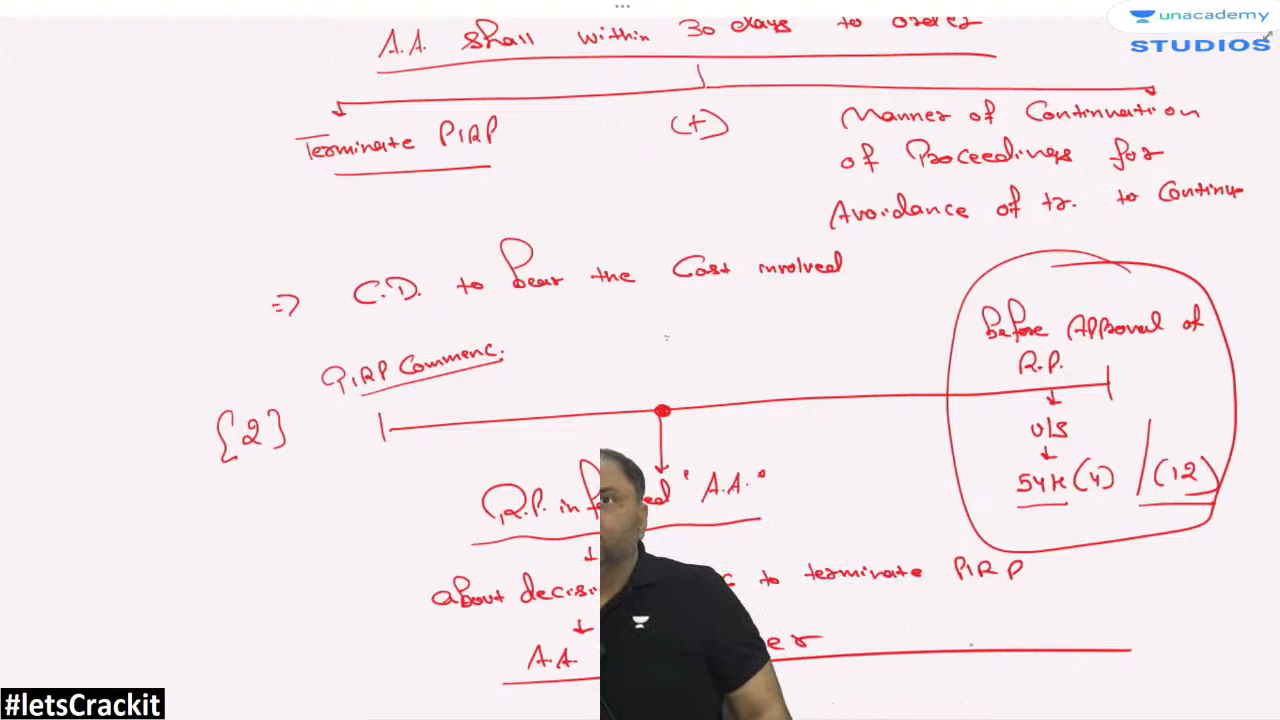 unacademy
STUDIOS
A.A. shall within 30 days to order
Terminate PIRP
(+)
Manner of Continuation
of Proceedings for
Avoidance of tr. to Continue
=> C.D. to bear the Cost involved
Before Approval of
R.P.
U/S
54K(4) / (12)
PIRP Commenc.
{2}
R.P. in "A.A."
about to terminate PIRP
A.A.
#letsCrackit